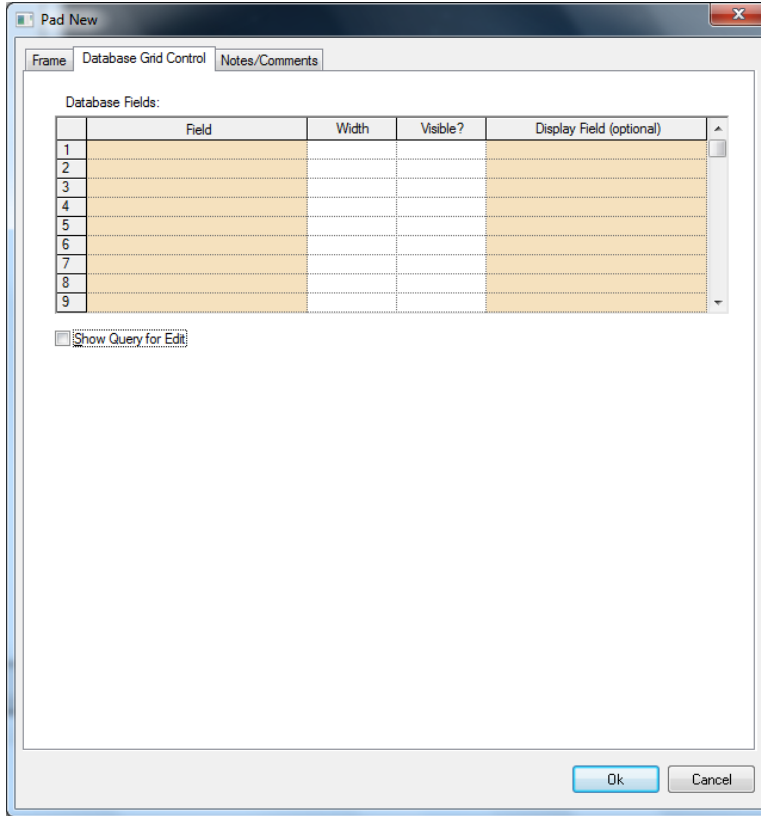 Pad New
x
Frame Database Grid Control Notes/Comments
Database Fields:
Field Width Visible? Display Field (optional)
1
2
3
4
5
6
7
8
9
Show Query for Edit
Ok Cancel